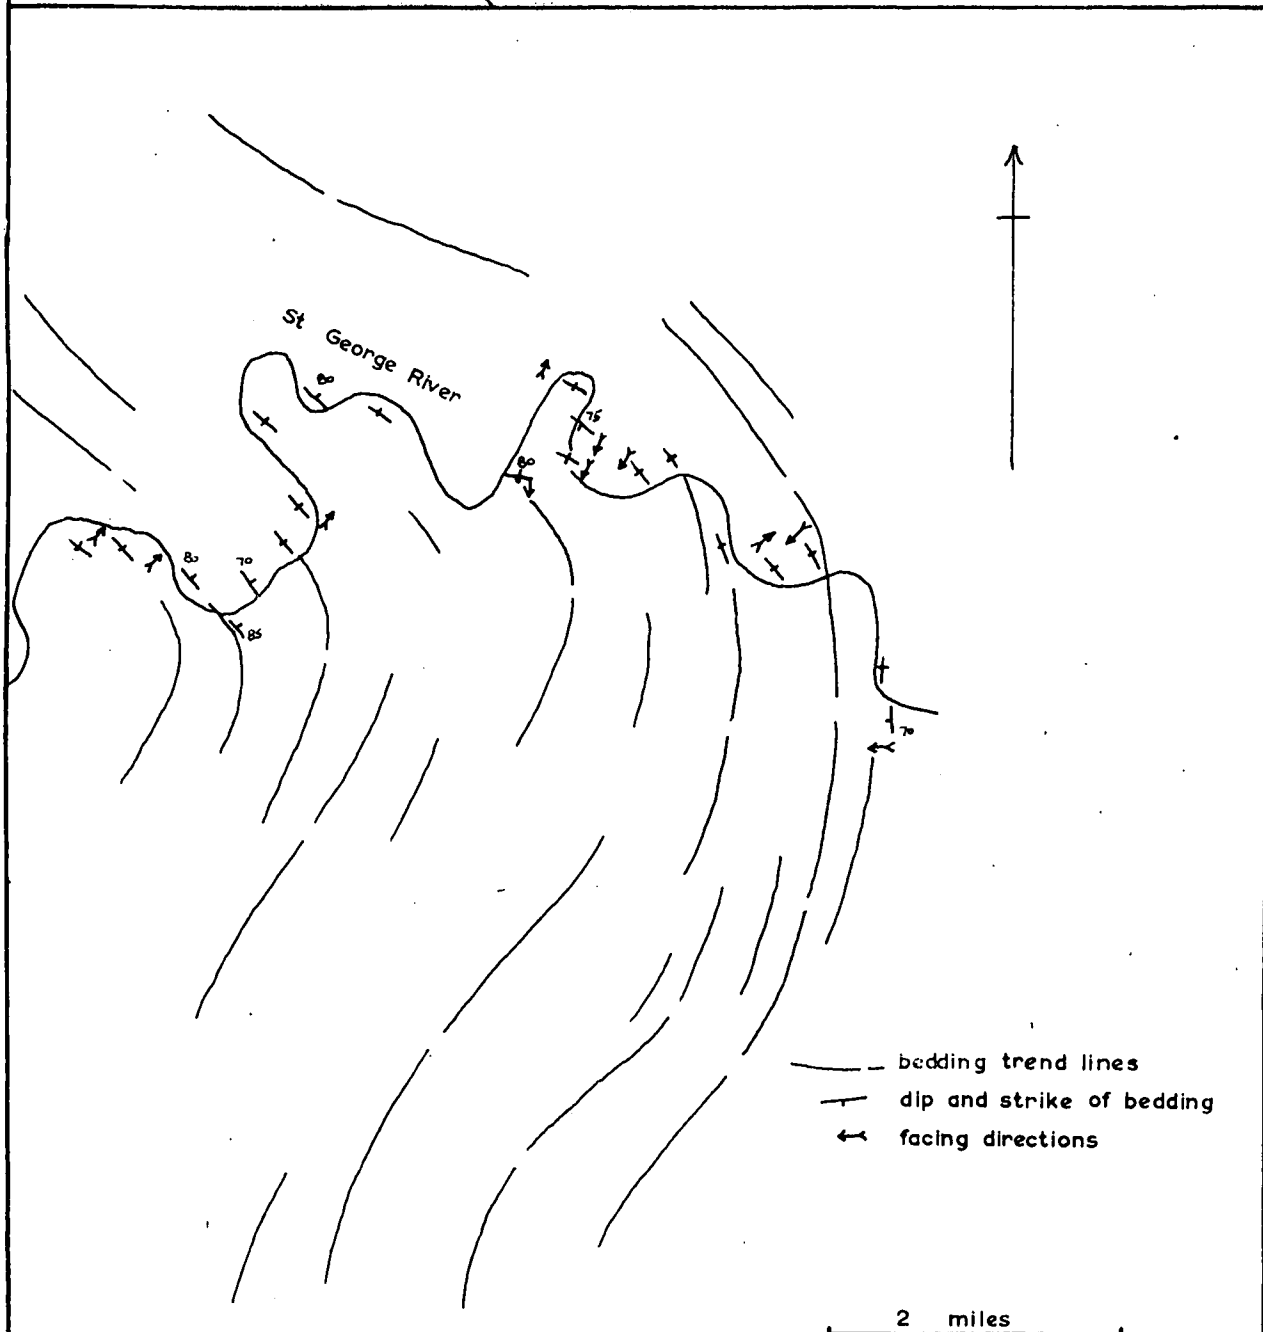 St George River
80
80
75
80
70
85
70
bedding trend lines
dip and strike of bedding
facing directions
2 miles